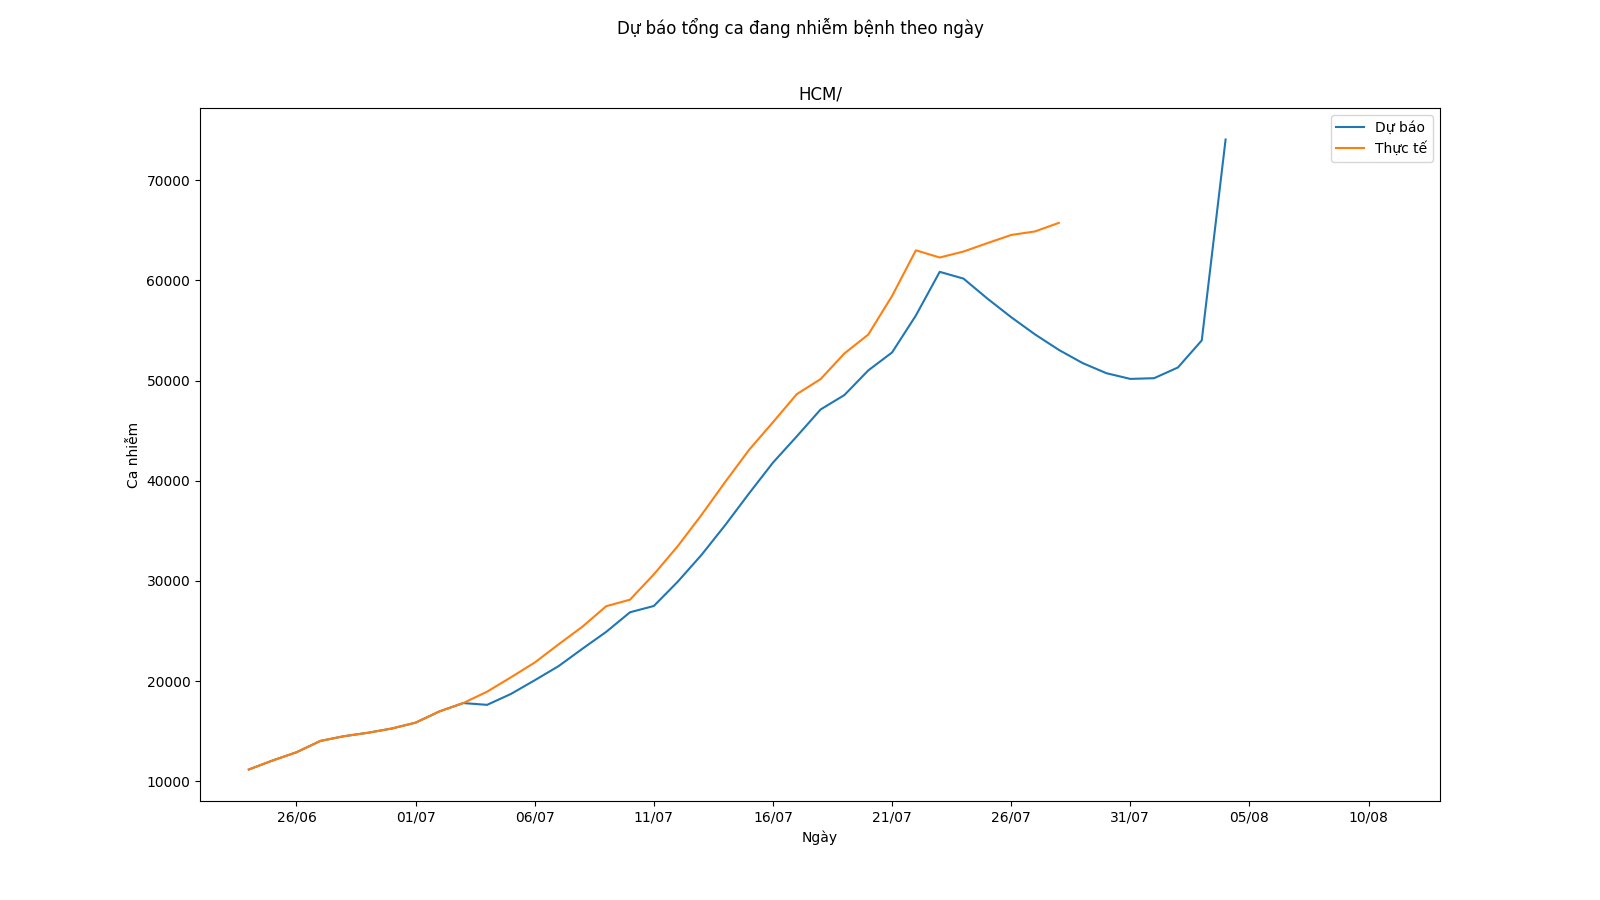 Dự báo tổng ca đang nhiễm bệnh theo ngày
HCM/
Dự báo
Thực tế
70000
60000
50000
40000
30000
20000
10000
Ca nhiễm
26/06 01/07 06/07 11/07 16/07 21/07 26/07 31/07 05/08 10/08
Ngày